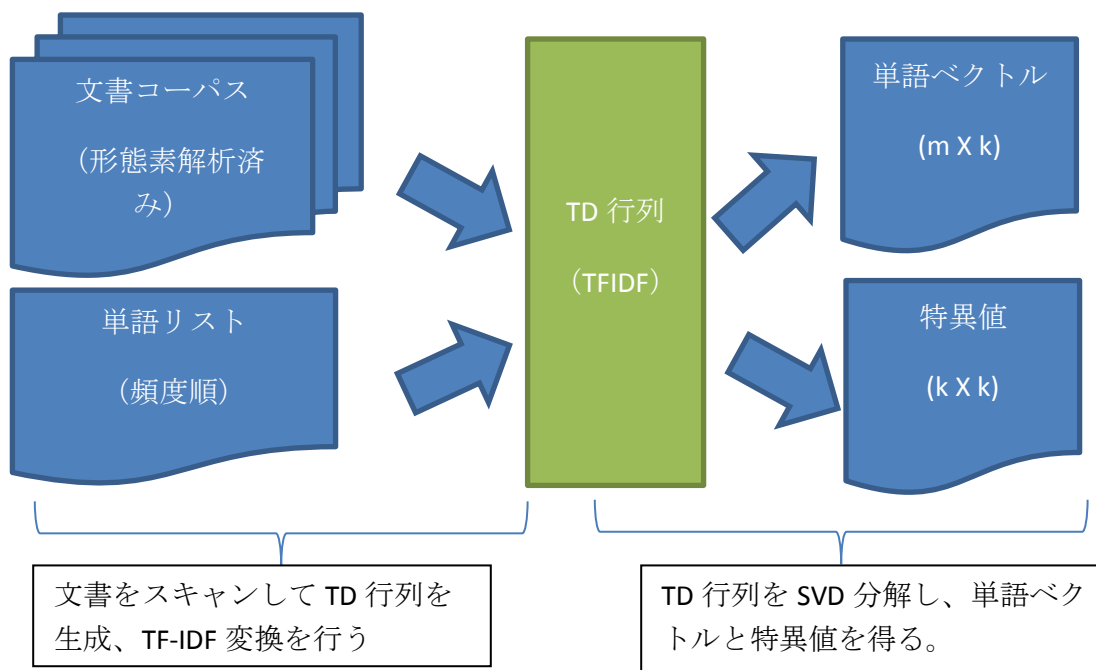 文書コーパス
（形態素解析済
み）
単語リスト
（頻度順）
TD 行列
（TFIDF）
単語ベクトル
(m X k)
特異値
(k X k)
文書をスキャンして TD 行列を
生成、TF-IDF 変換を行う
TD 行列を SVD 分解し、単語ベク
トルと特異値を得る。